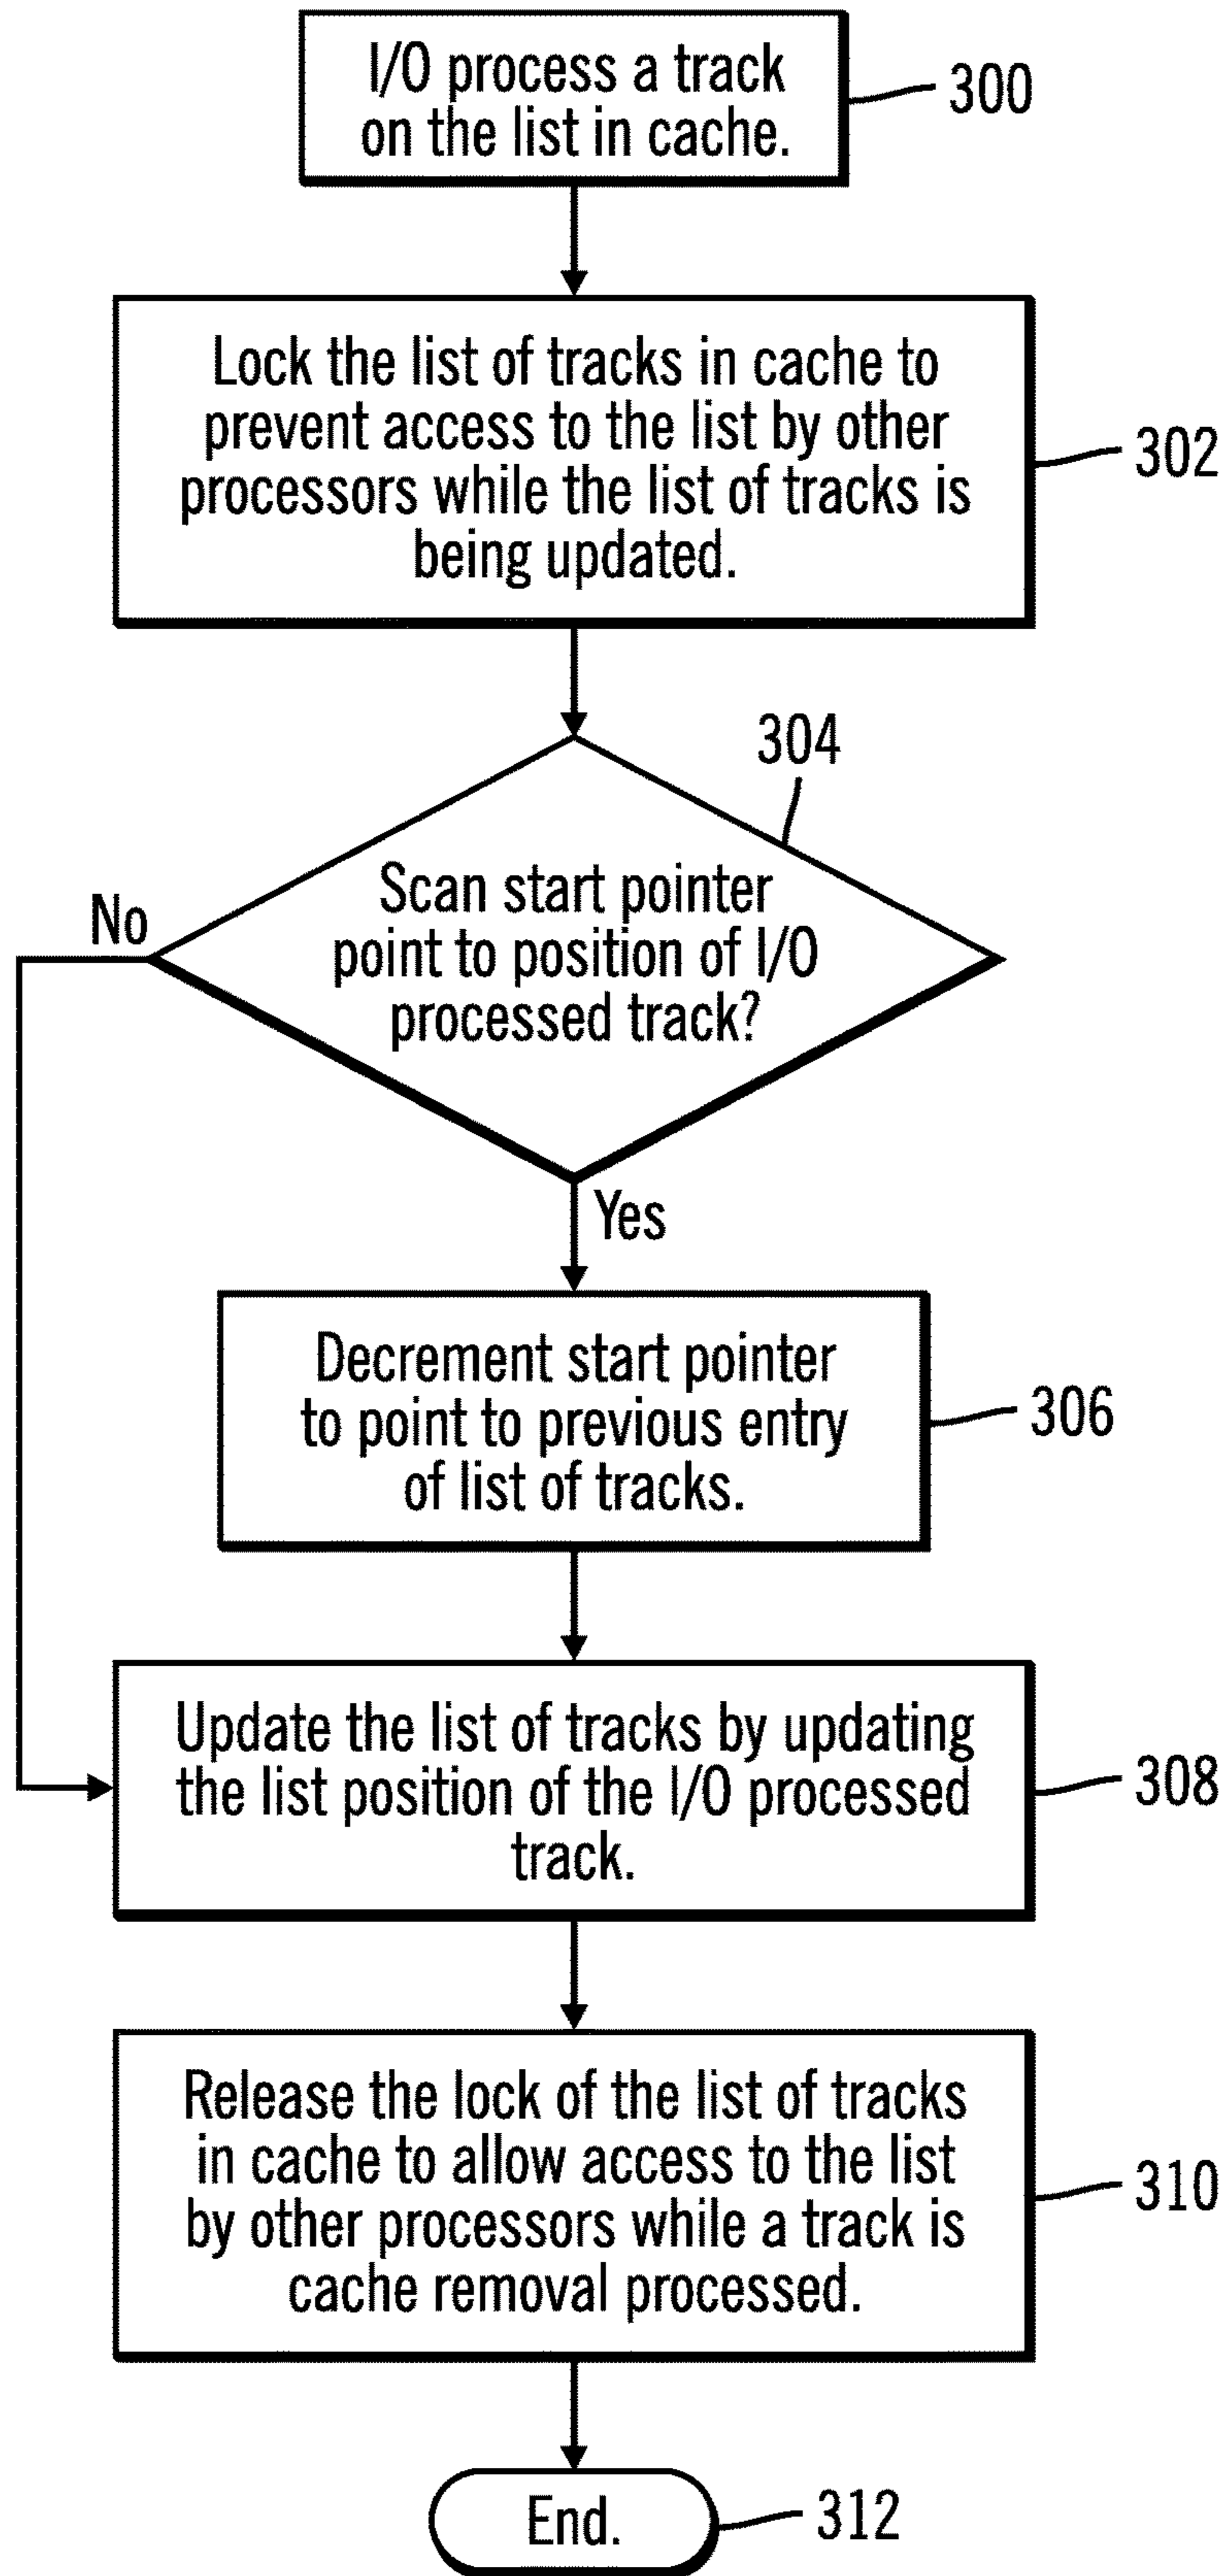 I/O process a track
on the list in cache.
300
Lock the list of tracks in cache to
prevent access to the list by other
processors while the list of tracks is
being updated.
302
304
Scan start pointer
point to position of I/O
processed track?
No
Yes
Decrement start pointer
to point to previous entry
of list of tracks.
306
Update the list of tracks by updating
the list position of the I/O processed
track.
308
Release the lock of the list of tracks
in cache to allow access to the list
by other processors while a track is
cache removal processed.
310
End.
312